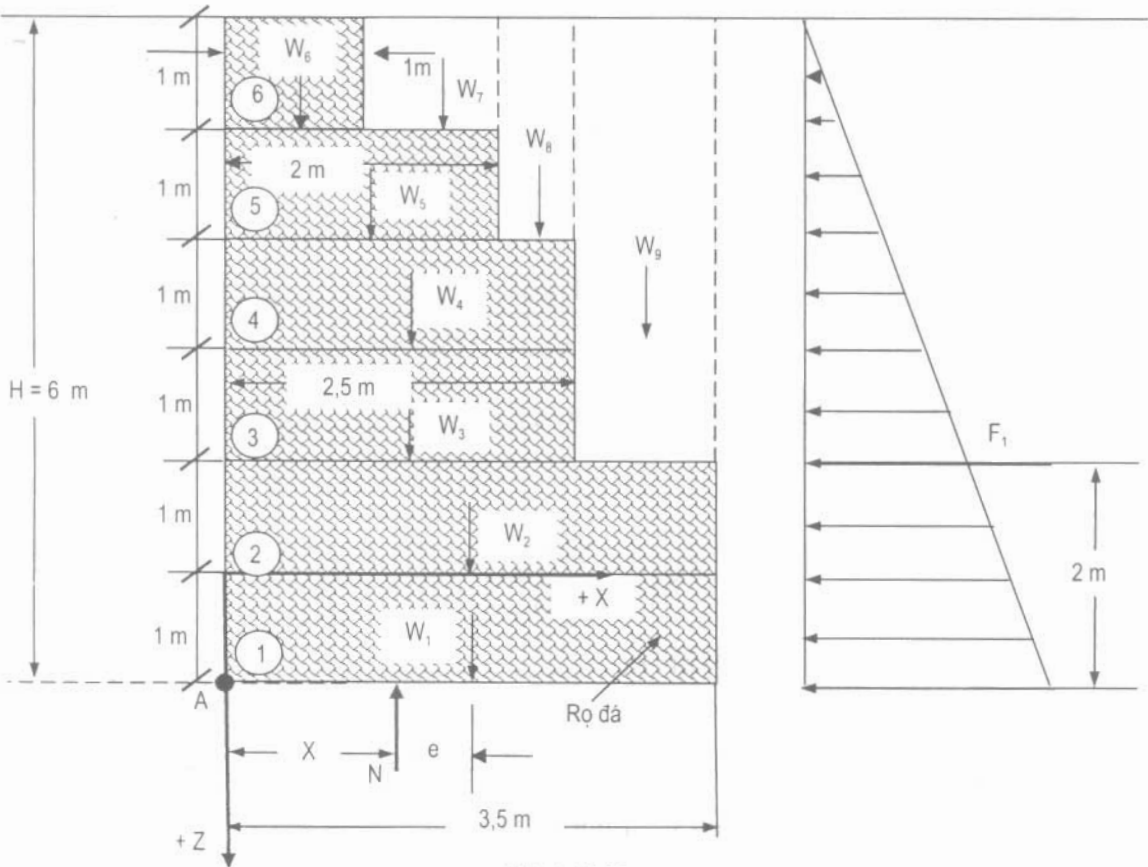 W₆
1 m
1m
W₇
6
2 m
W₈
1 m
5
W₅
W₉
1 m
4
W₄
H = 6 m
2,5 m
1 m
3
W₃
F₁
1 m
2
W₂
2 m
+ X
1 m
1
W₁
A
Rọ đá
X
e
N
3,5 m
+ Z